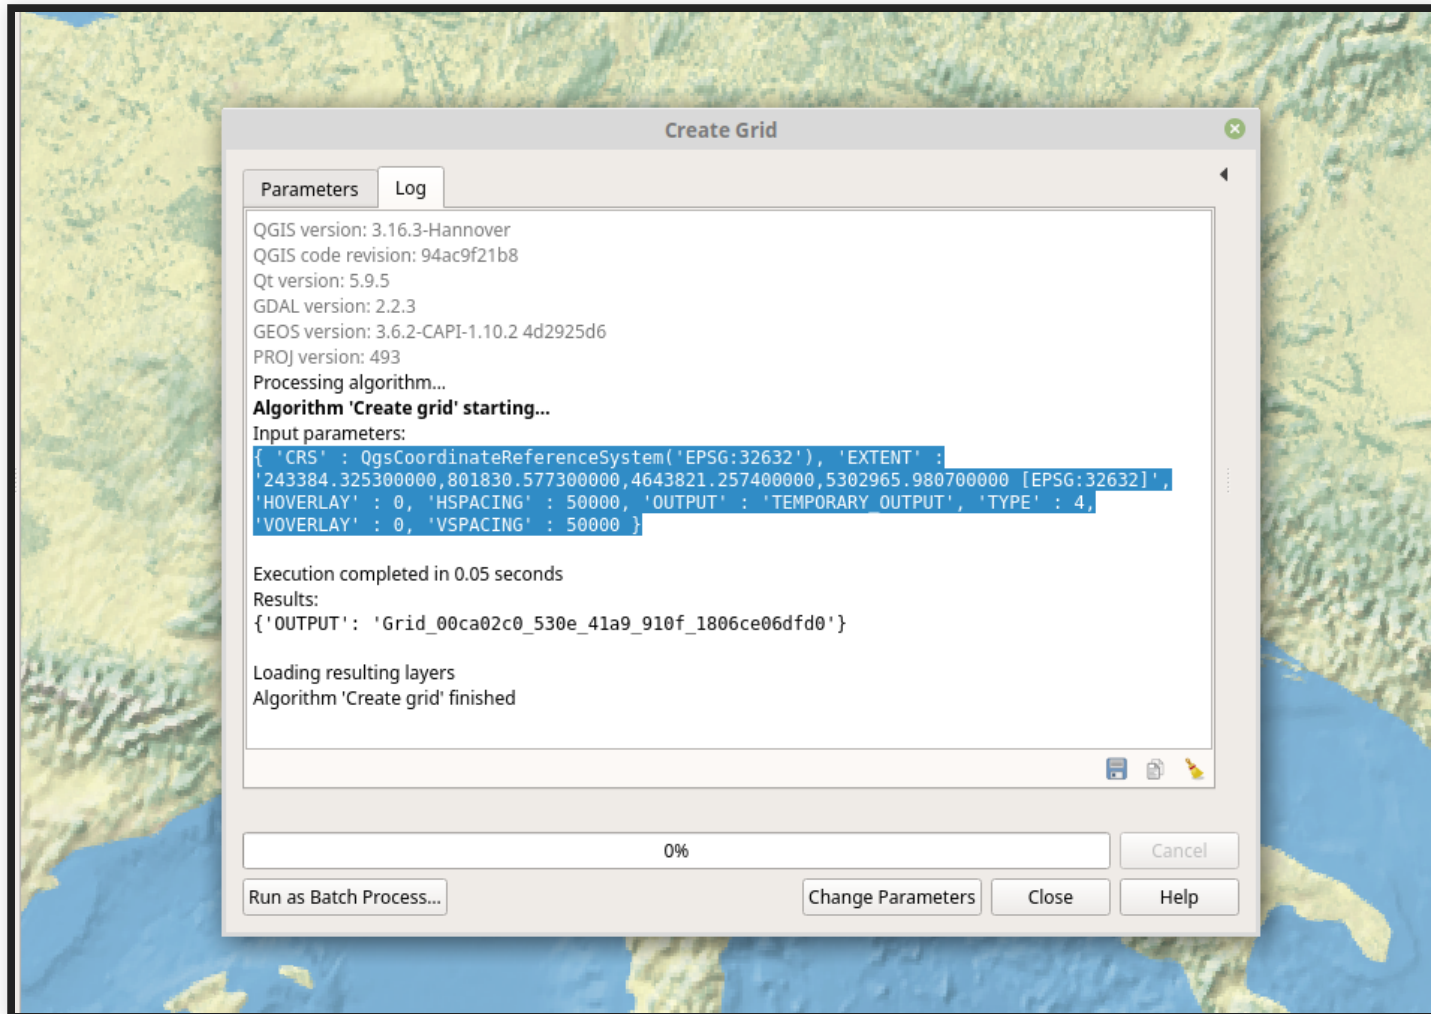 Create Grid
Parameters
Log
QGIS version: 3.16.3-Hannover
QGIS code revision: 94ac9f21b8
Qt version: 5.9.5
GDAL version: 2.2.3
GEOS version: 3.6.2-CAPI-1.10.2 4d2925d6
PROJ version: 493
Processing algorithm...
Algorithm 'Create grid' starting...
Input parameters:
{ 'CRS' : QgsCoordinateReferenceSystem('EPSG:32632'), 'EXTENT' :
'243384.325300000,801830.577300000,4643821.257400000,5302965.980700000 [EPSG:32632]',
'HOVERLAY' : 0, 'HSPACING' : 50000, 'OUTPUT' : 'TEMPORARY_OUTPUT', 'TYPE' : 4,
'VOVERLAY' : 0, 'VSPACING' : 50000 }
Execution completed in 0.05 seconds
Results:
{'OUTPUT': 'Grid_00ca02c0_530e_41a9_910f_1806ce06dfd0'}
Loading resulting layers
Algorithm 'Create grid' finished
0%
Cancel
Run as Batch Process...
Change Parameters
Close
Help